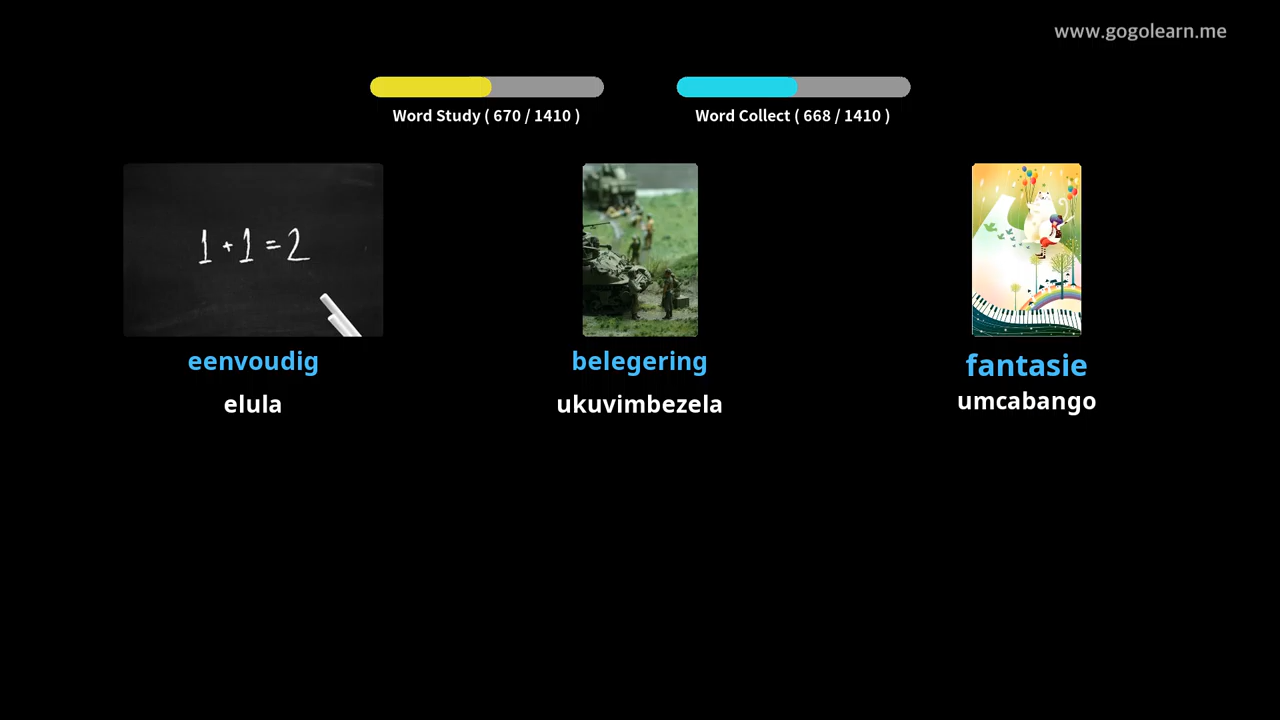 www.gogolearn.me
Word Study ( 670 / 1410 )
Word Collect ( 668 / 1410 )
1 + 1 = 2
eenvoudig
elula
belegering
ukuvimbezela
fantasie
umcabango